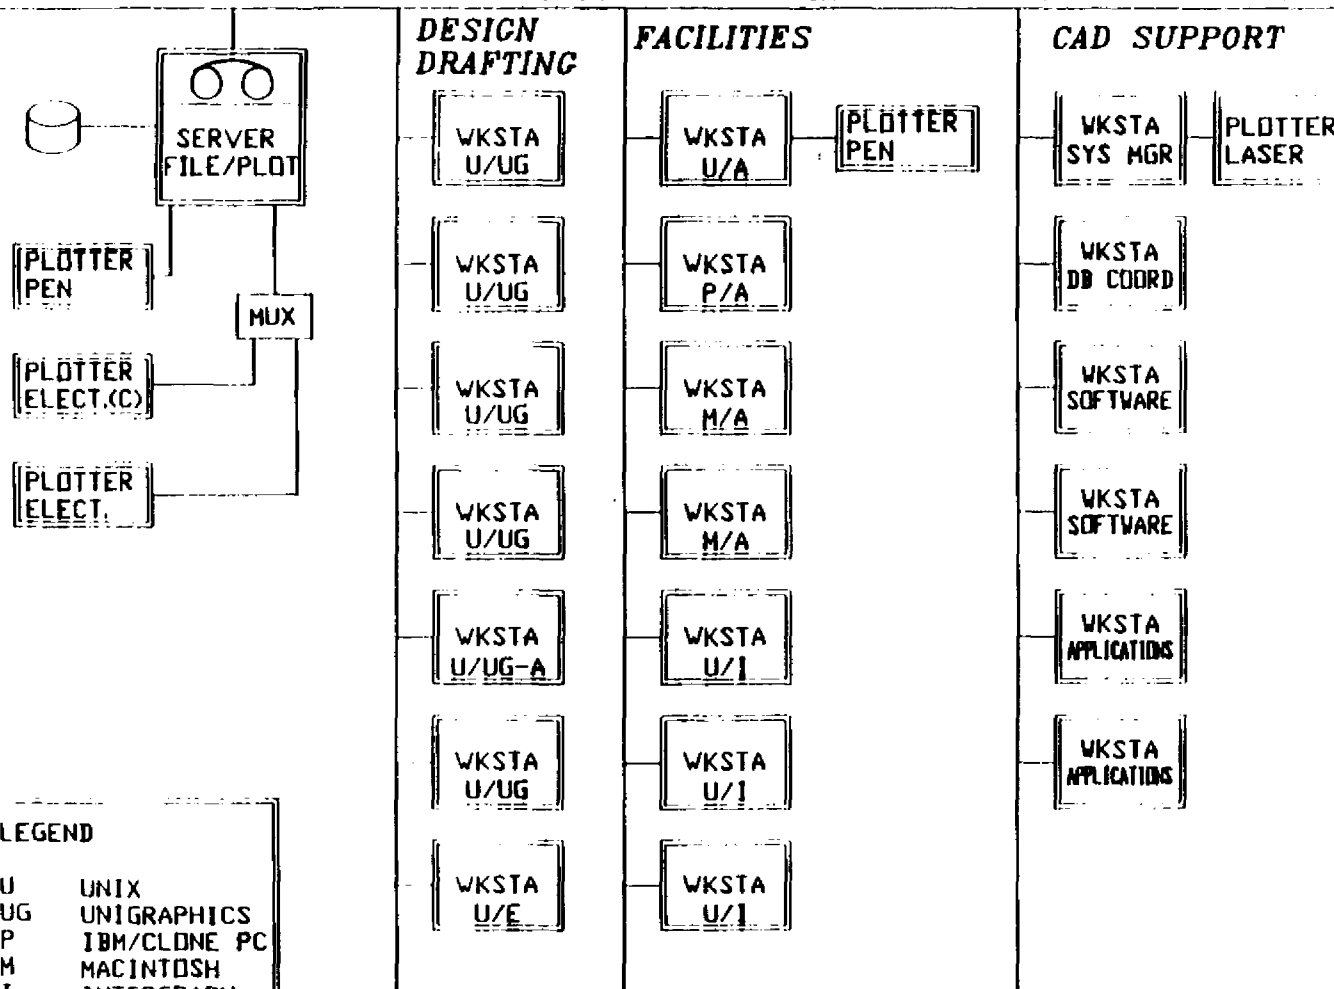 SERVER
FILE/PLOT
PLOTTER
PEN
MUX
PLOTTER
ELECT.(C)
PLOTTER
ELECT.
LEGEND
U UNIX
UG UNIGRAPHICS
P IBM/CLONE PC
M MACINTOSH
DESIGN
DRAFTING
WKSTA
U/UG
WKSTA
U/UG
WKSTA
U/UG
WKSTA
U/UG
WKSTA
U/UG-A
WKSTA
U/UG
WKSTA
U/E
FACILITIES
WKSTA
U/A
PLOTTER
PEN
WKSTA
P/A
WKSTA
M/A
WKSTA
M/A
WKSTA
U/I
WKSTA
U/I
WKSTA
U/I
CAD SUPPORT
WKSTA
SYS MGR
PLOTTER
LASER
WKSTA
DB COORD
WKSTA
SOFTWARE
WKSTA
SOFTWARE
WKSTA
APPLICATIONS
WKSTA
APPLICATIONS